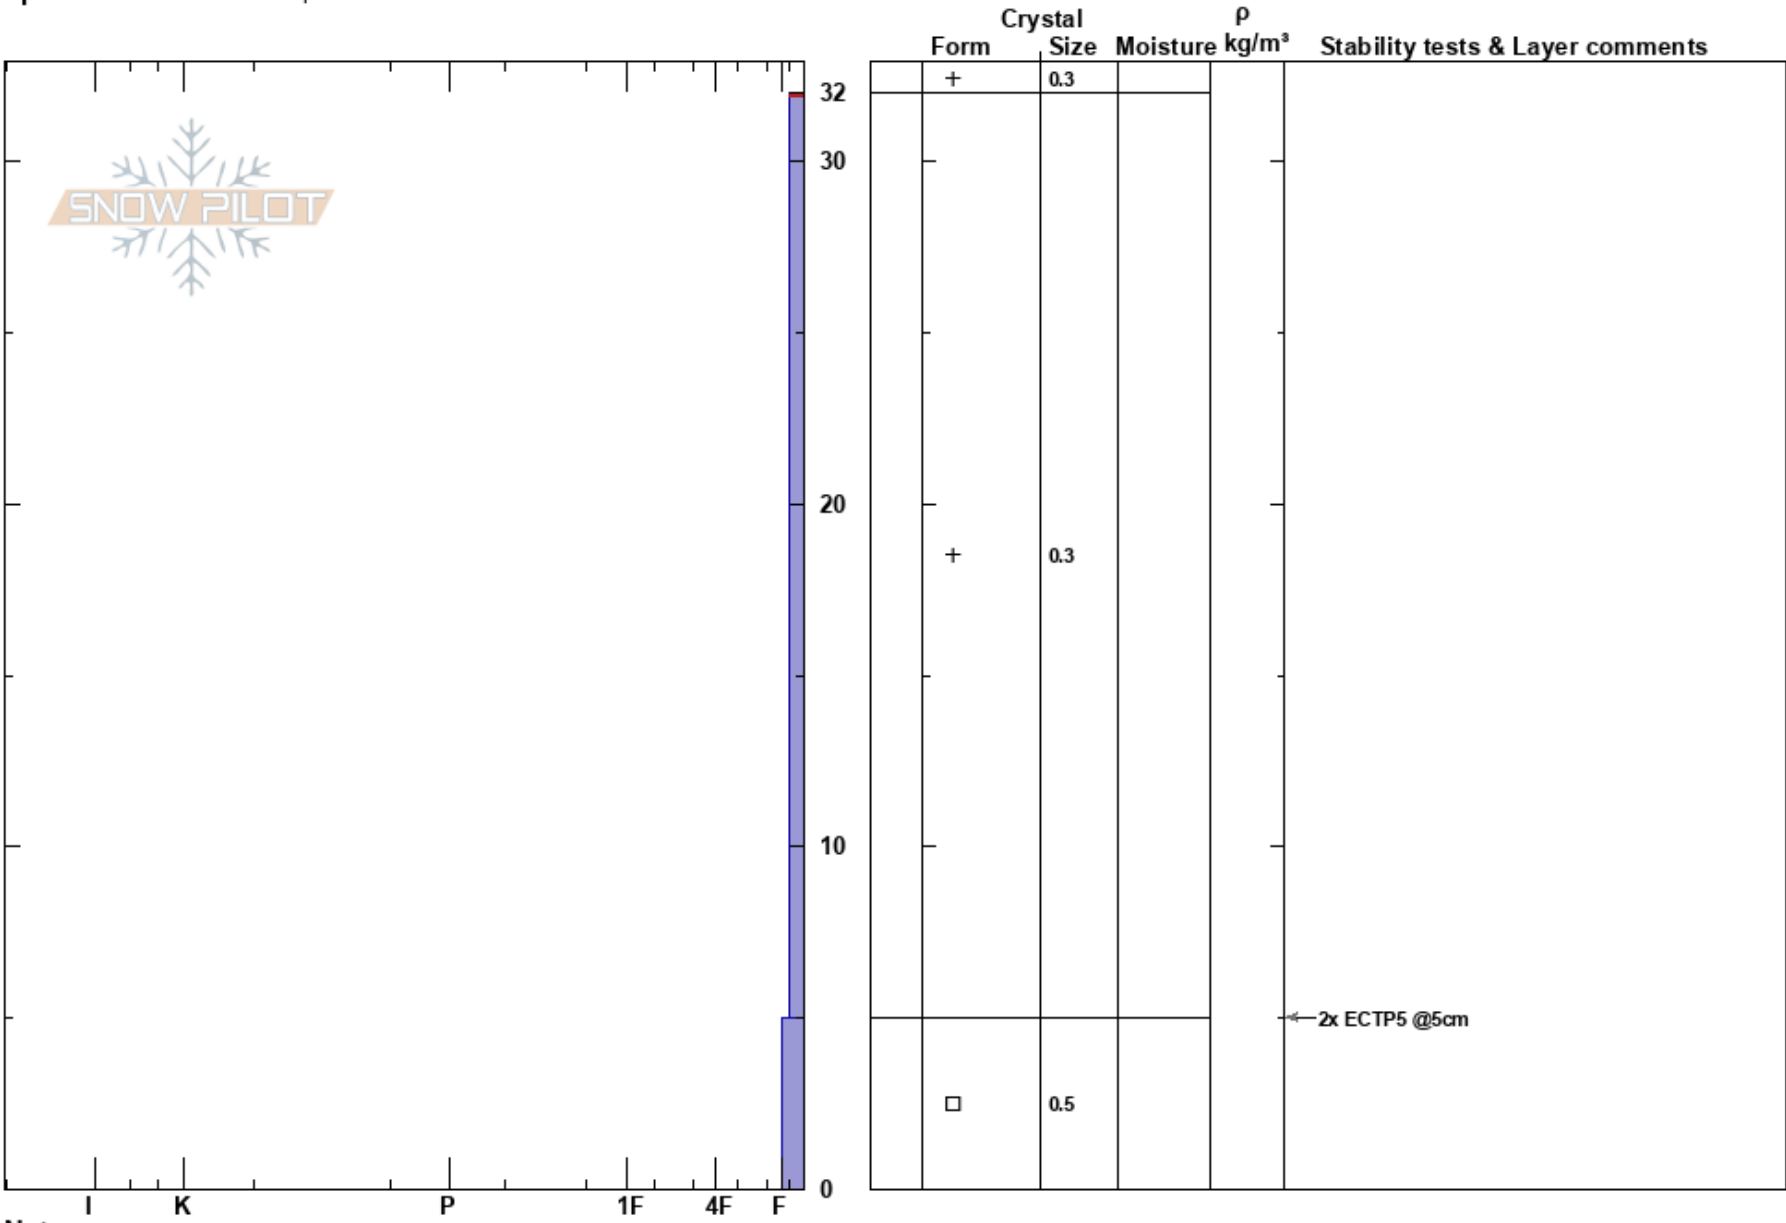 Crystal ρ
Form Size Moisture kg/m³ Stability tests & Layer comments
+ 0.3
32
30
SNOW PILOT
20
+ 0.3
10
2x ECTP5 @5cm
0.5
0
I K P 1F 4F F